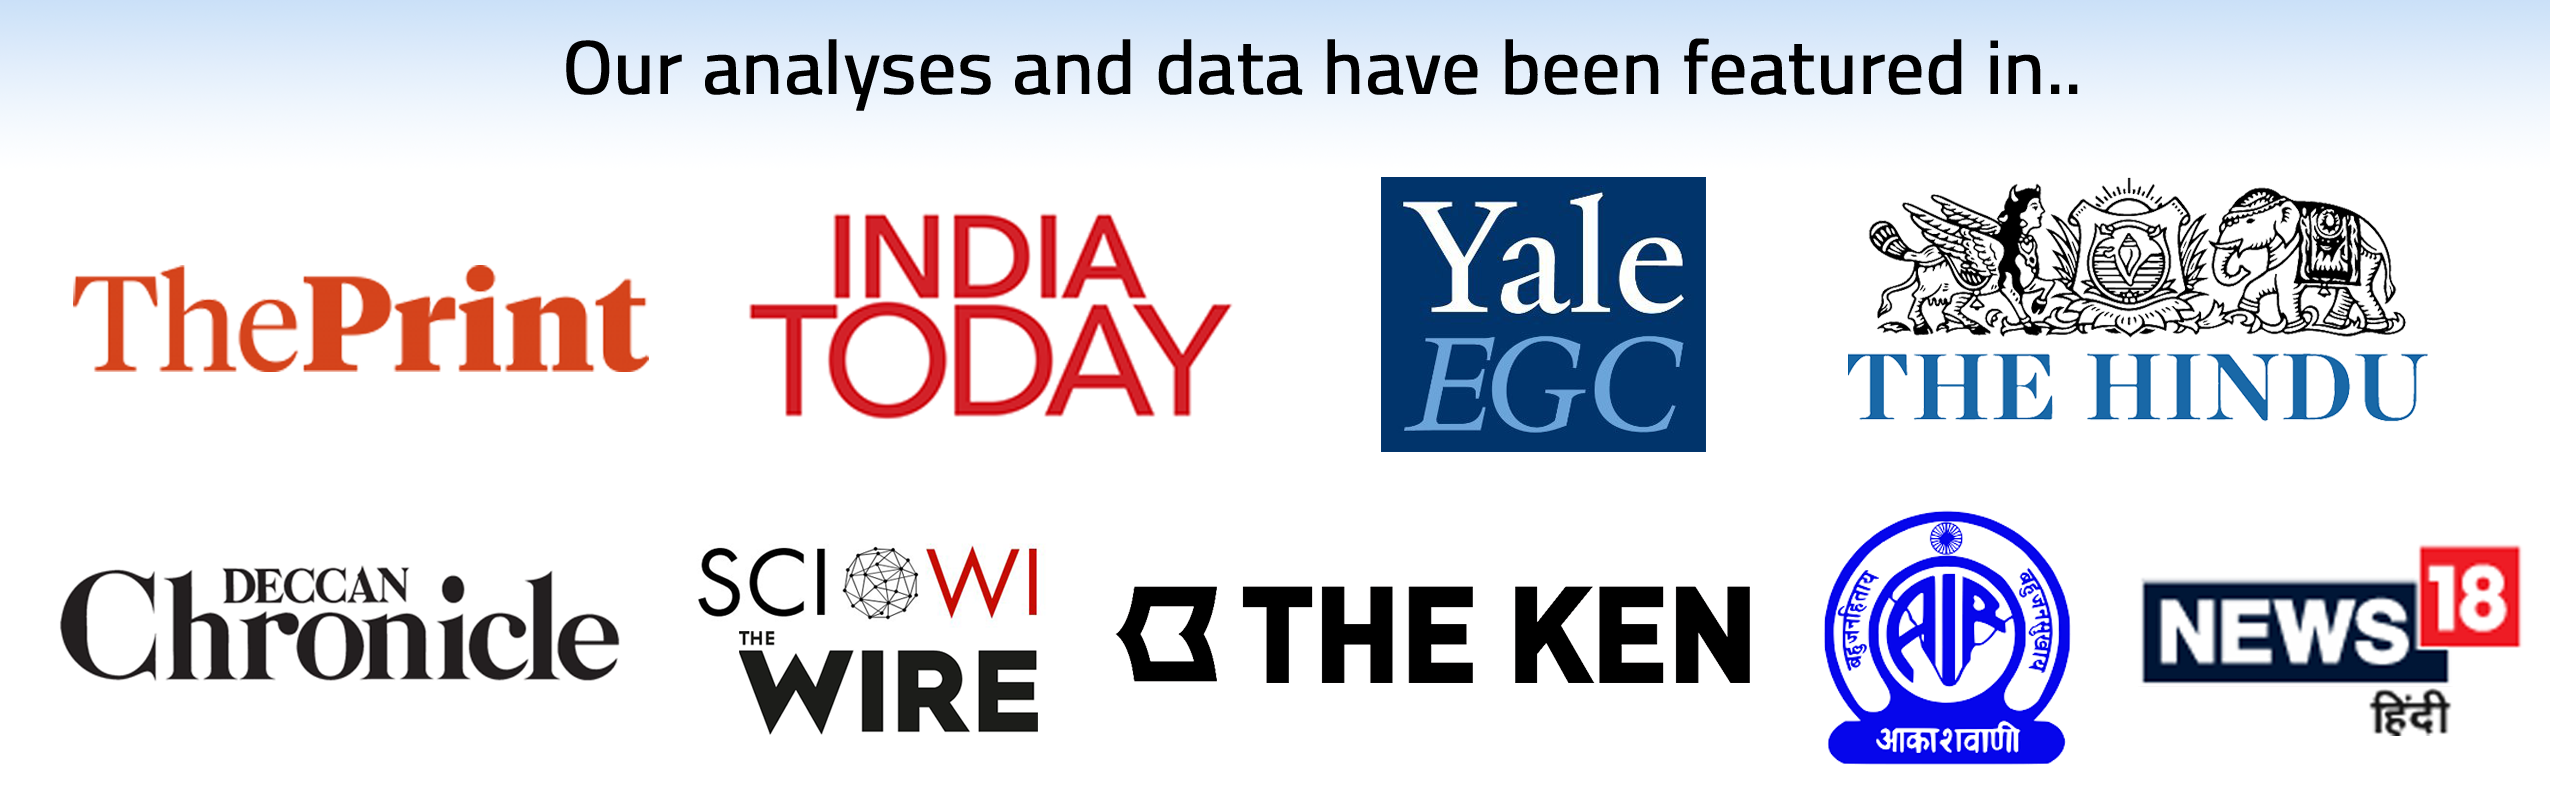 Our analyses and data have been featured in..
ThePrint
INDIA
TODAY
Yale
EGC
THE HINDU
DECCAN
Chronicle
SCI WI
THE
WIRE
THE KEN
बहुजनहिताय
बहुजनसुखाय
AIR
आकाशवाणी
NEWS
18
हिंदी